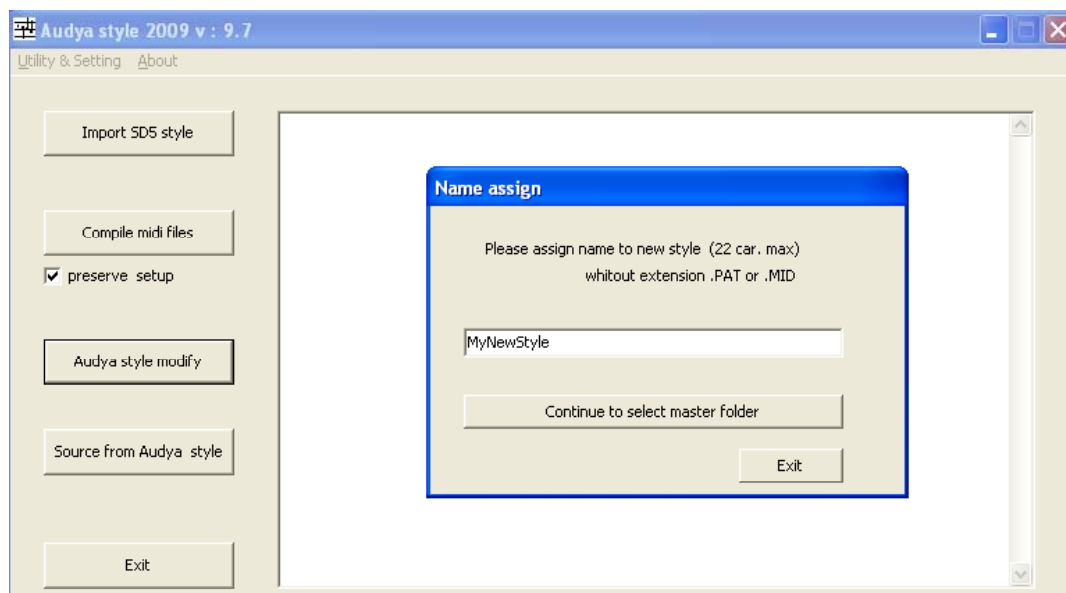 Audya style 2009 v : 9.7
Utility & Setting About
Import SD5 style
Compile midi files
preserve setup
Audya style modify
Source from Audya style
Exit
Name assign
Please assign name to new style (22 car. max)
whitout extension .PAT or .MID
MyNewStyle
Continue to select master folder
Exit